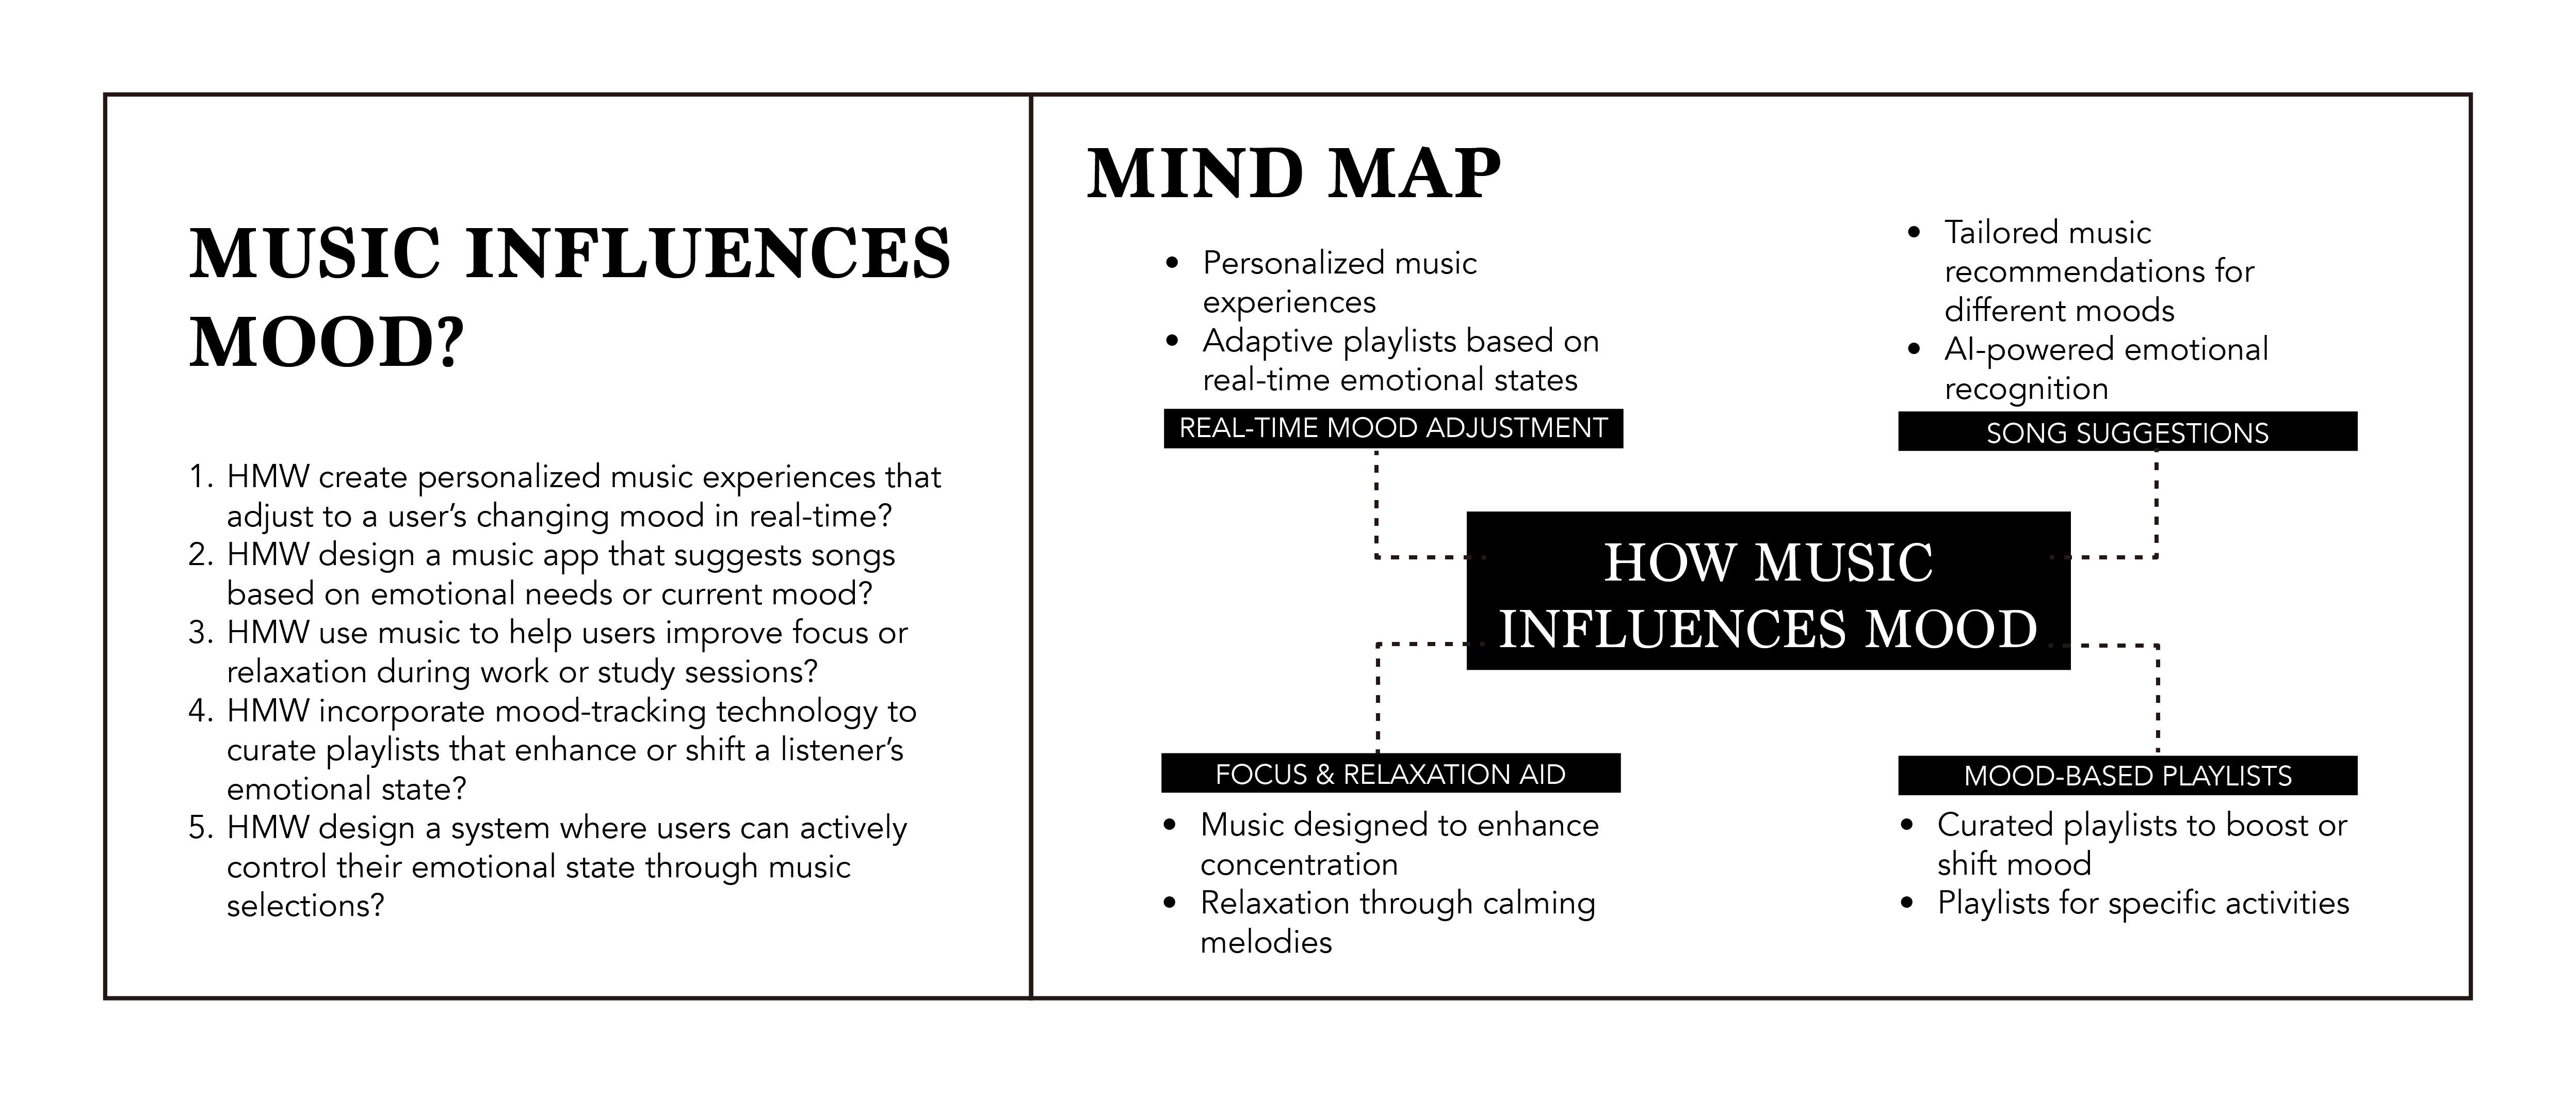 MUSIC INFLUENCES
MOOD?
1. HMW create personalized music experiences that
adjust to a user’s changing mood in real-time?
2. HMW design a music app that suggests songs
based on emotional needs or current mood?
3. HMW use music to help users improve focus or
relaxation during work or study sessions?
4. HMW incorporate mood-tracking technology to
curate playlists that enhance or shift a listener’s
emotional state?
5. HMW design a system where users can actively
control their emotional state through music
selections?
MIND MAP
• Personalized music
experiences
• Adaptive playlists based on
real-time emotional states
REAL-TIME MOOD ADJUSTMENT
• Tailored music
recommendations for
different moods
• AI-powered emotional
recognition
SONG SUGGESTIONS
HOW MUSIC
INFLUENCES MOOD
FOCUS & RELAXATION AID
• Music designed to enhance
concentration
• Relaxation through calming
melodies
MOOD-BASED PLAYLISTS
• Curated playlists to boost or
shift mood
• Playlists for specific activities